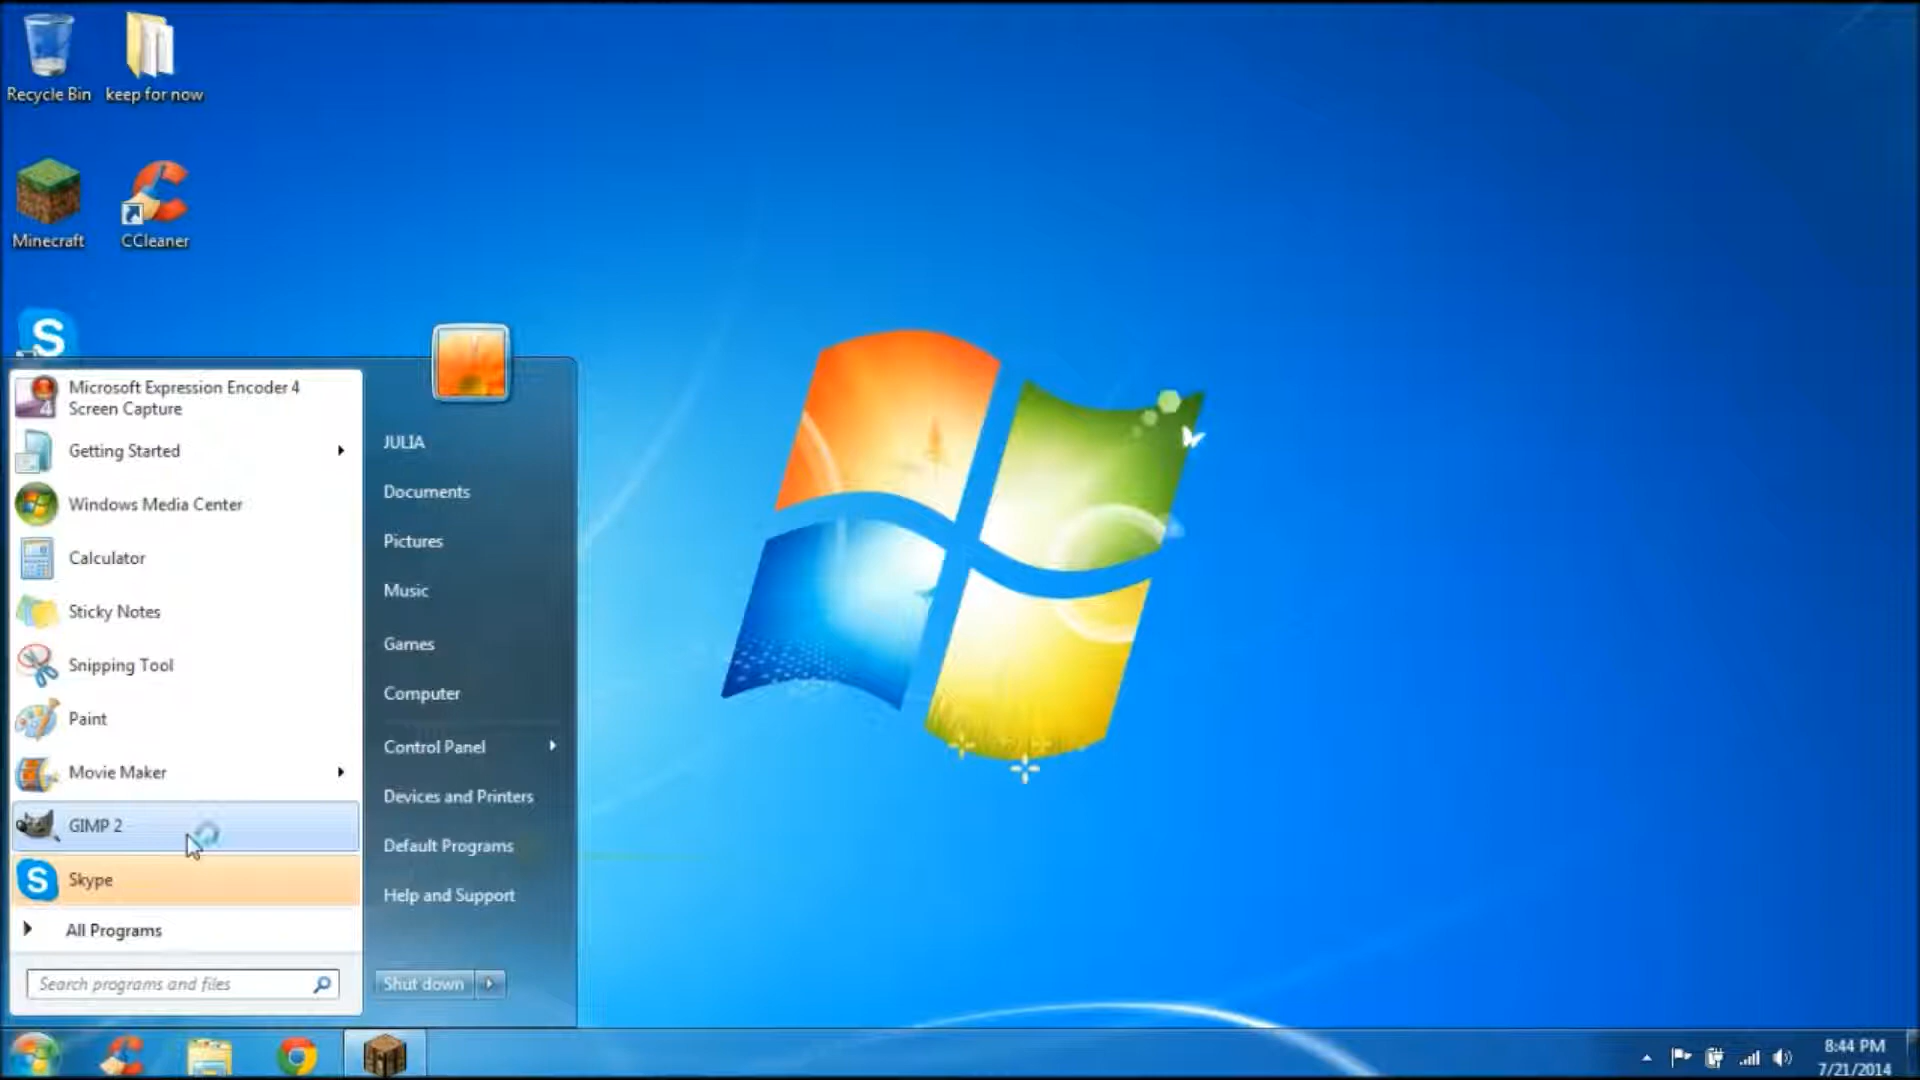 Recycle Bin
keep for now
Minecraft
CCleaner
S
Microsoft Expression Encoder 4
Screen Capture
4
Getting Started
Windows Media Center
Calculator
Sticky Notes
Snipping Tool
Paint
Movie Maker
GIMP 2
S
Skype
All Programs
Search programs and files
JULIA
Documents
Pictures
Music
Games
Computer
Control Panel
Devices and Printers
Default Programs
Help and Support
Shut down
8:44 PM
7/21/2014